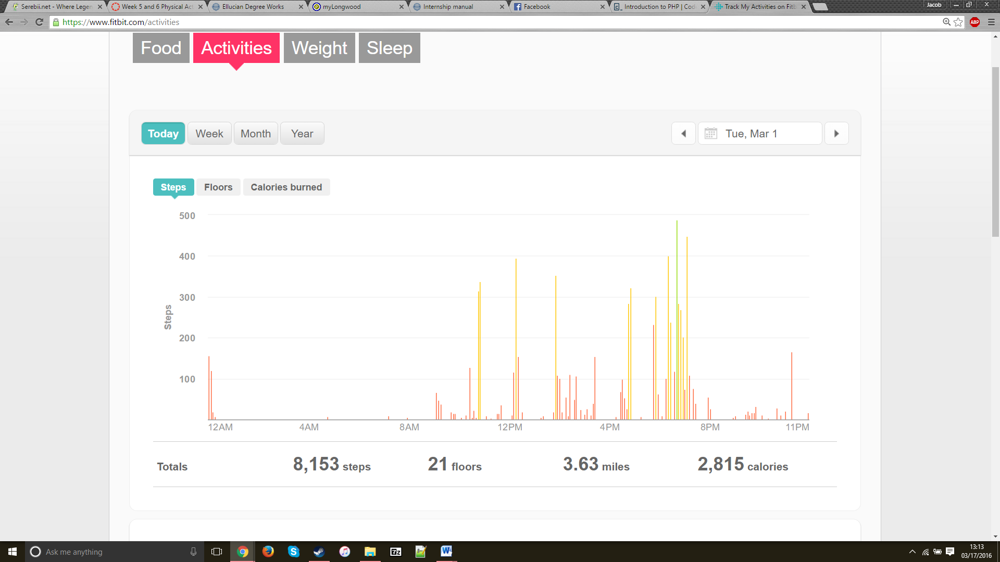 Serebii.net - Where Legen
Week 5 and 6 Physical Act
Ellucian Degree Works
myLongwood
Internship manual
Facebook
Introduction to PHP | Cod
Track My Activities on Fitb
Jacob
https://www.fitbit.com/activities
ABP
Food Activities Weight Sleep
Today Week Month Year
Tue, Mar 1
Steps Floors Calories burned
500
400
300
200
100
Steps
12AM 4AM 8AM 12PM 4PM 8PM 11PM
Totals 8,153 steps 21 floors 3.63 miles 2,815 calories
Ask me anything
7z
13:13
03/17/2016